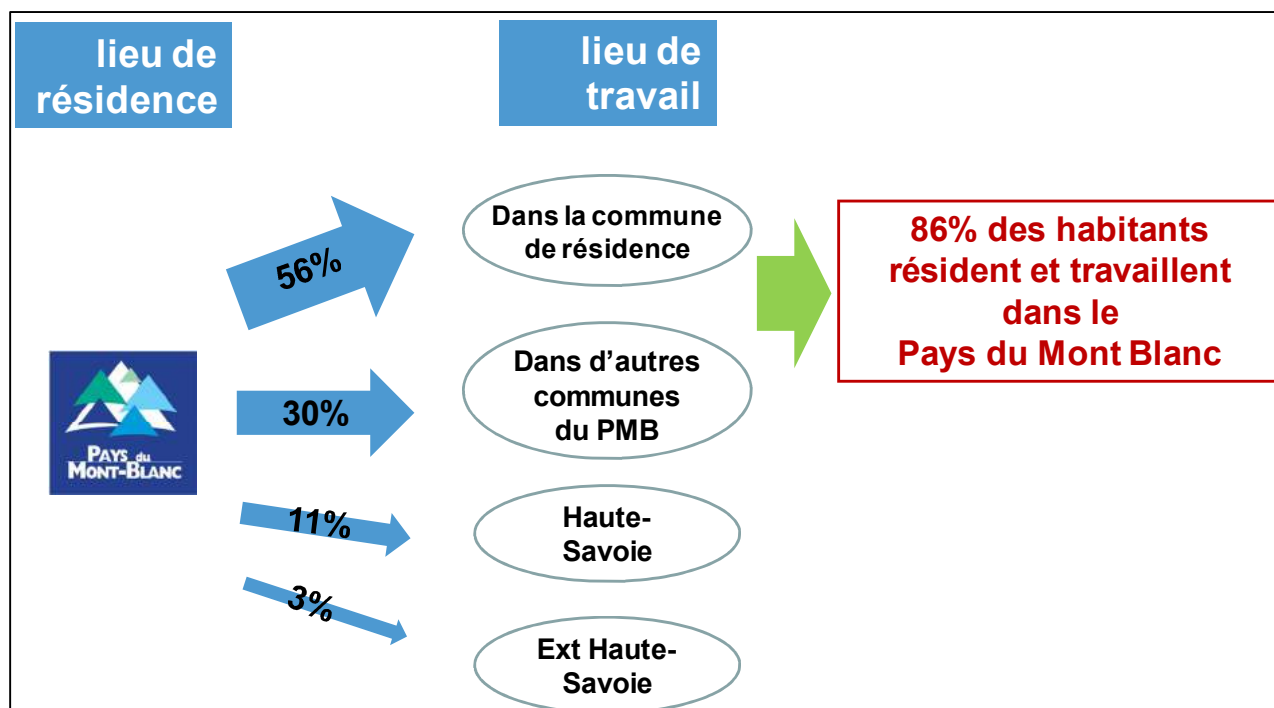 lieu de
résidence
lieu de
travail
56%
Dans la commune
de résidence
86% des habitants
résident et travaillent
dans le
Pays du Mont Blanc
PAYS du
MONT-BLANC
30%
Dans d'autres
communes
du PMB
11%
Haute-
Savoie
3%
Ext Haute-
Savoie